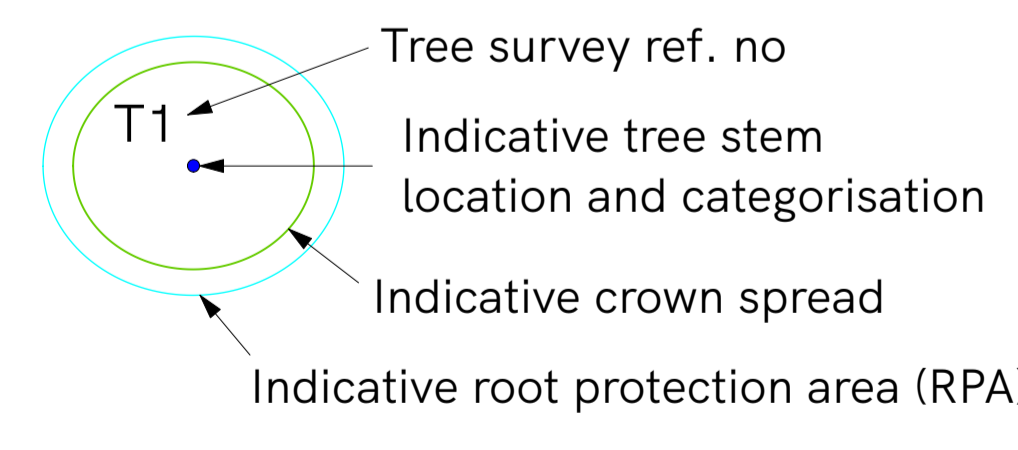 Tree survey ref. no
T1
Indicative tree stem
location and categorisation
Indicative crown spread
Indicative root protection area (RPA)